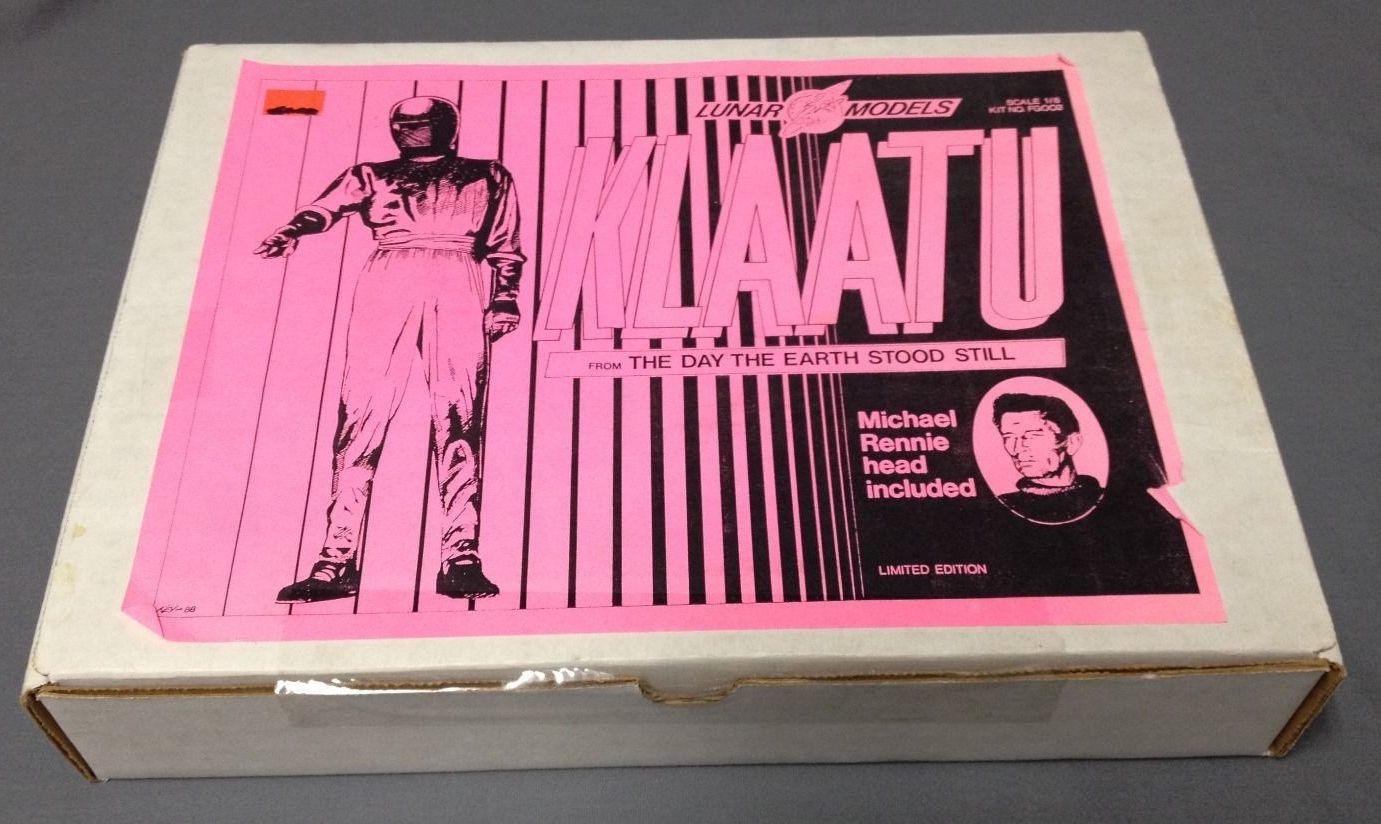 LUNAR MODELS
SCALE 1/8
KIT NO. FG002
KLAATU
FROM THE DAY THE EARTH STOOD STILL
Michael
Rennie
head
included
LIMITED EDITION